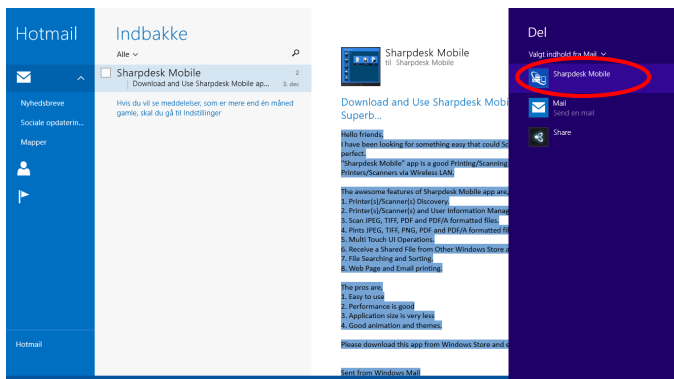 Hotmail
Nyhedsbreve
Sociale opdaterin...
Mapper
Hotmail
Indbakke
Alle
Sharpdesk Mobile 2
Download and Use Sharpdesk Mobile ap... 3. dec
Hvis du vil se meddelelser, som er mere end én måned
gamle, skal du gå til Indstillinger
Sharpdesk Mobile
til Sharpdesk Mobile
Download and Use Sharpdesk Mobi
Superb...
Hello friends,
I have been looking for something easy that could Sc
perfect.
"Sharpdesk Mobile" app is a good Printing/Scanning
Printers/Scanners via Wireless LAN.
The awesome features of Sharpdesk Mobile app are,
1. Printer(s)/Scanner(s) Discovery.
2. Printer(s)/Scanner(s) and User Information Manag
3. Scan JPEG, TIFF, PDF and PDF/A formatted files.
4. Pints JPEG, TIFF, PNG, PDF and PDF/A formatted fil
5. Multi Touch UI Operations.
6. Receive a Shared File from Other Windows Store a
7. File Searching and Sorting.
8. Web Page and Email printing.
The pros are,
1. Easy to use
2. Performance is good
3. Application size is very less
4. Good animation and themes.
Please download this app from Windows Store and e
Sent from Windows Mail
Del
Valgt indhold fra Mail
Sharpdesk Mobile
Mail
Send en mail
Share